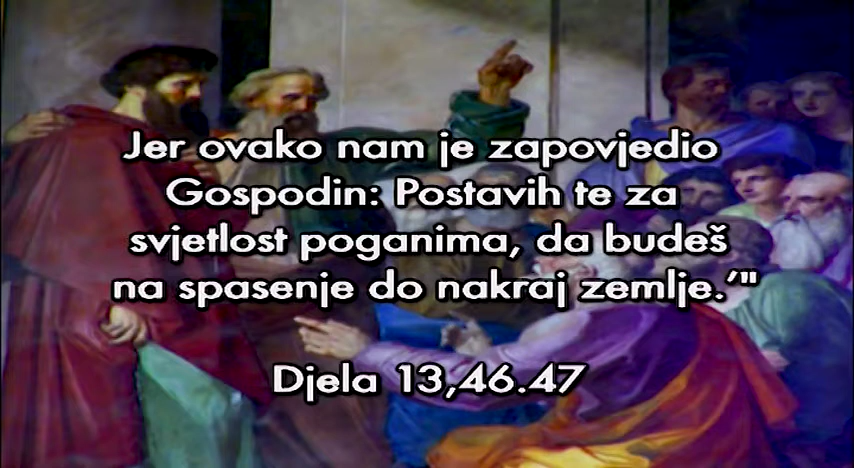 Jer ovako nam je zapovjedio
Gospodin: Postavih te za
svjetlost poganima, da budeš
na spasenje do nakraj zemlje.’"
Djela 13,46.47